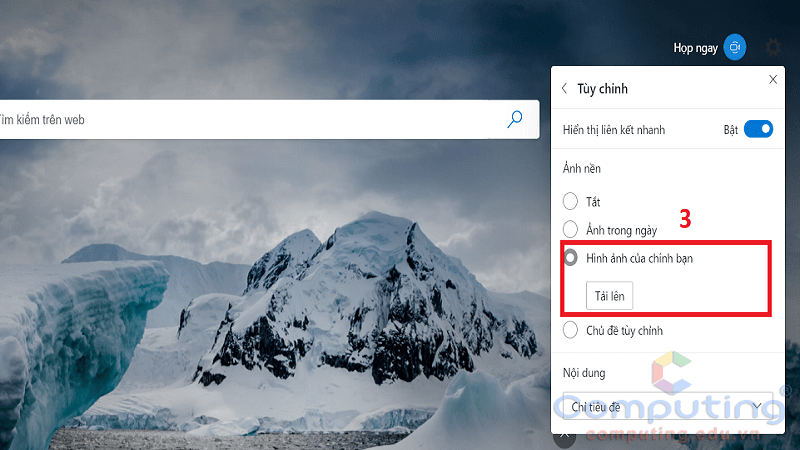 Họp ngay
Tùy chỉnh
Tìm kiếm trên web
Hiển thị liên kết nhanh
Bật
Ảnh nền
Tắt
3
Ảnh trong ngày
Hình ảnh của chính bạn
Tải lên
Chủ đề tùy chỉnh
Nội dung
Chỉ tiêu đề
Computing®
computing.edu.vn